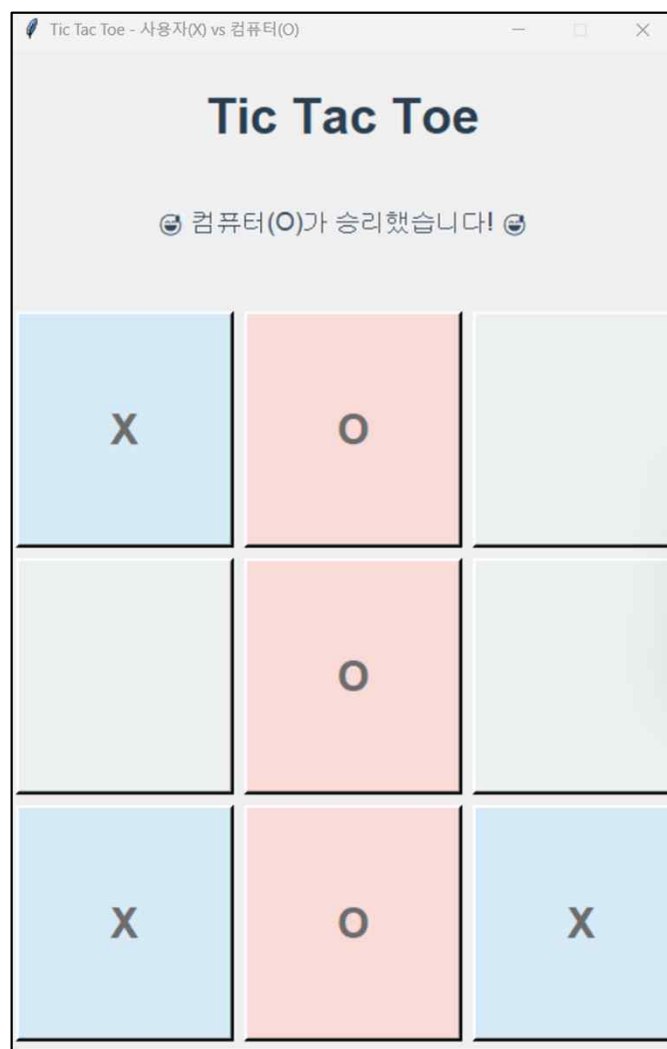 Tic Tac Toe - 사용자(X) vs 컴퓨터(O)
Tic Tac Toe
😅 컴퓨터(O)가 승리했습니다! 😅
X O
O
X O X